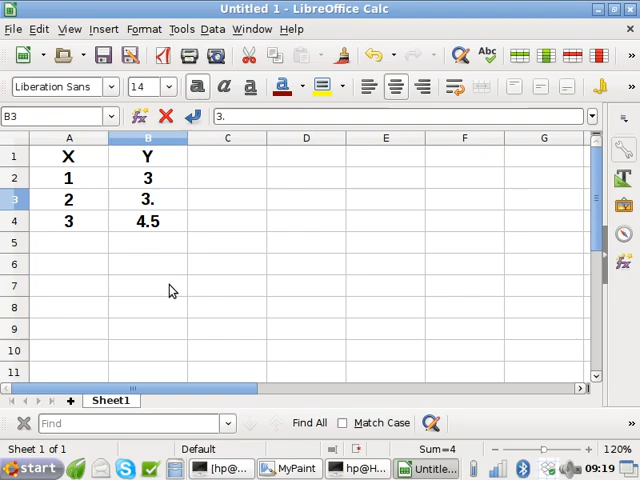 Untitled 1 - LibreOffice Calc
File Edit View Insert Format Tools Data Window Help
Liberation Sans 14 a a a a
B3 3.
A B C D E F G
1 X Y
2 1 3
3 2 3.
4 3 4.5
5
6
7
8
9
10
11
Sheet1
Find Find All Match Case
Sheet 1 of 1 Default Sum=4 120%
start [hp@... MyPaint hp@H... Untitle... 09:19